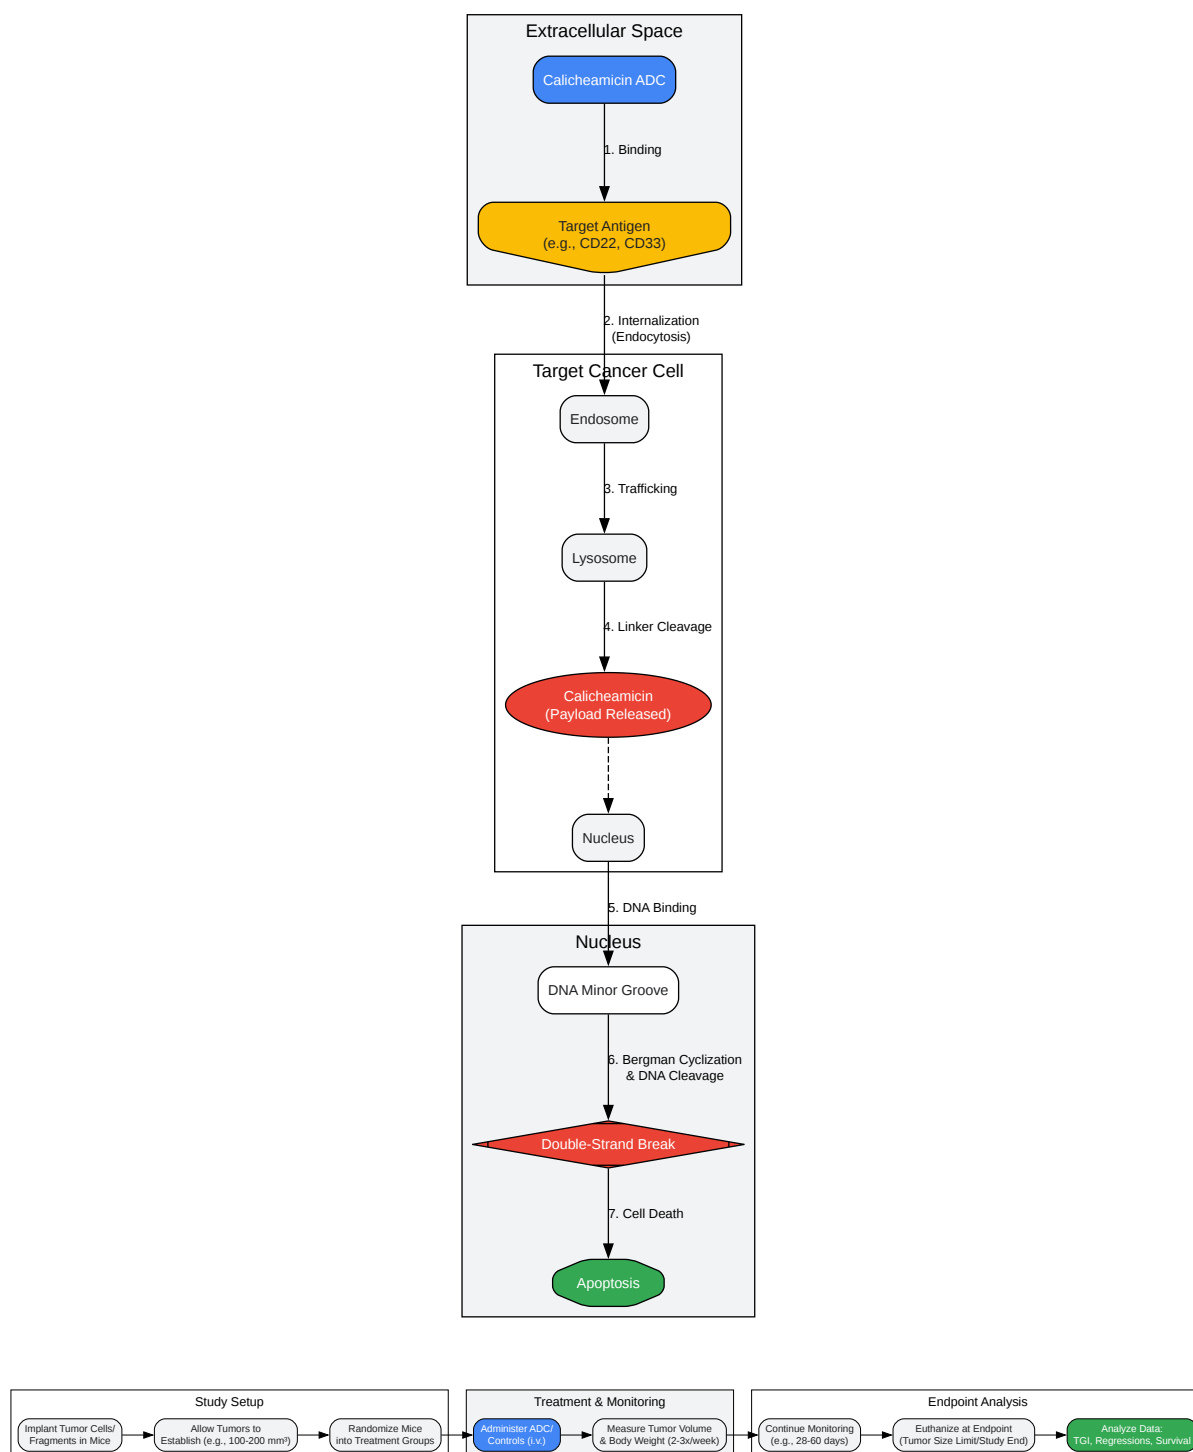 Extracellular Space
Calicheamicin ADC
1. Binding
Target Antigen
(e.g., CD22, CD33)
2. Internalization
(Endocytosis)
Target Cancer Cell
Endosome
3. Trafficking
Lysosome
4. Linker Cleavage
Calicheamicin
(Payload Released)
Nucleus
5. DNA Binding
Nucleus
DNA Minor Groove
6. Bergman Cyclization
& DNA Cleavage
Double-Strand Break
7. Cell Death
Apoptosis
Study Setup
Implant Tumor Cells/
Fragments in Mice
Allow Tumors to
Establish (e.g., 100-200 mm³)
Randomize Mice
into Treatment Groups
Treatment & Monitoring
Administer ADC/
Controls (i.v.)
Measure Tumor Volume
& Body Weight (2-3x/week)
Endpoint Analysis
Continue Monitoring
(e.g., 28-60 days)
Euthanize at Endpoint
(Tumor Size Limit/Study End)
Analyze Data:
TGI, Regressions, Survival